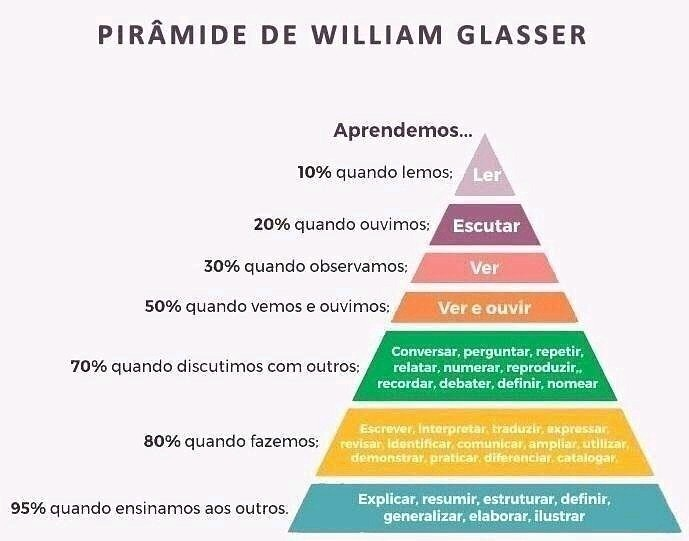 PIRÂMIDE DE WILLIAM GLASSER
Aprendemos...
10% quando lemos;
Ler
20% quando ouvimos;
Escutar
30% quando observamos;
Ver
50% quando vemos e ouvimos;
Ver e ouvir
70% quando discutimos com outros;
Conversar, perguntar, repetir,
relatar, numerar, reproduzir,,
recordar, debater, definir, nomear
80% quando fazemos;
Escrever, interpretar, traduzir, expressar,
revisar, identificar, comunicar, ampliar, utilizar,
demonstrar, praticar, diferenciar, catalogar.
95% quando ensinamos aos outros.
Explicar, resumir, estruturar, definir,
generalizar, elaborar, ilustrar